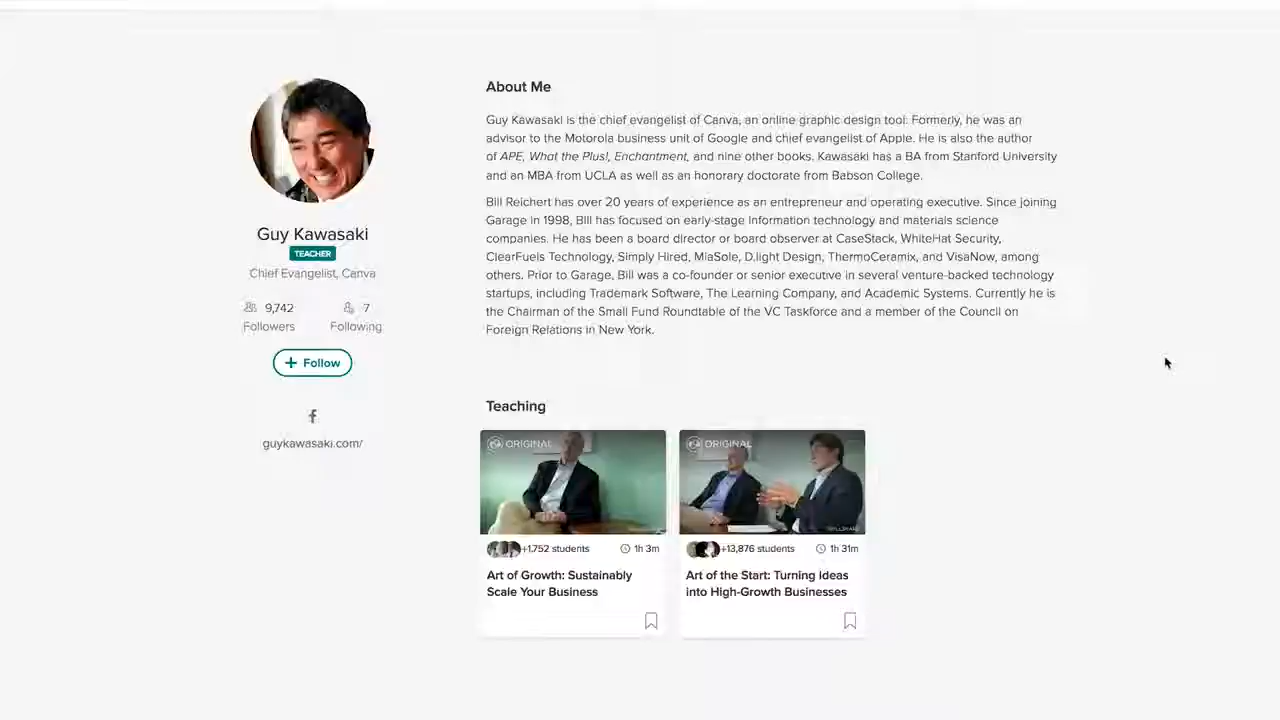 Guy Kawasaki
TEACHER
Chief Evangelist, Canva
9,742
Followers
7
Following
+ Follow
guykawasaki.com/
About Me
Guy Kawasaki is the chief evangelist of Canva, an online graphic design tool. Formerly, he was an
advisor to the Motorola business unit of Google and chief evangelist of Apple. He is also the author
of APE, What the Plus!, Enchantment, and nine other books. Kawasaki has a BA from Stanford University
and an MBA from UCLA as well as an honorary doctorate from Babson College.
Bill Reichert has over 20 years of experience as an entrepreneur and operating executive. Since joining
Garage in 1998, Bill has focused on early-stage information technology and materials science
companies. He has been a board director or board observer at CaseStack, WhiteHat Security,
ClearFuels Technology, Simply Hired, MiaSole, D.light Design, ThermoCeramix, and VisaNow, among
others. Prior to Garage, Bill was a co-founder or senior executive in several venture-backed technology
startups, including Trademark Software, The Learning Company, and Academic Systems. Currently he is
the Chairman of the Small Fund Roundtable of the VC Taskforce and a member of the Council on
Foreign Relations in New York.
Teaching
ORIGINAL
+1,752 students
1h 3m
Art of Growth: Sustainably
Scale Your Business
ORIGINAL
+13,876 students
1h 31m
Art of the Start: Turning Ideas
into High-Growth Businesses